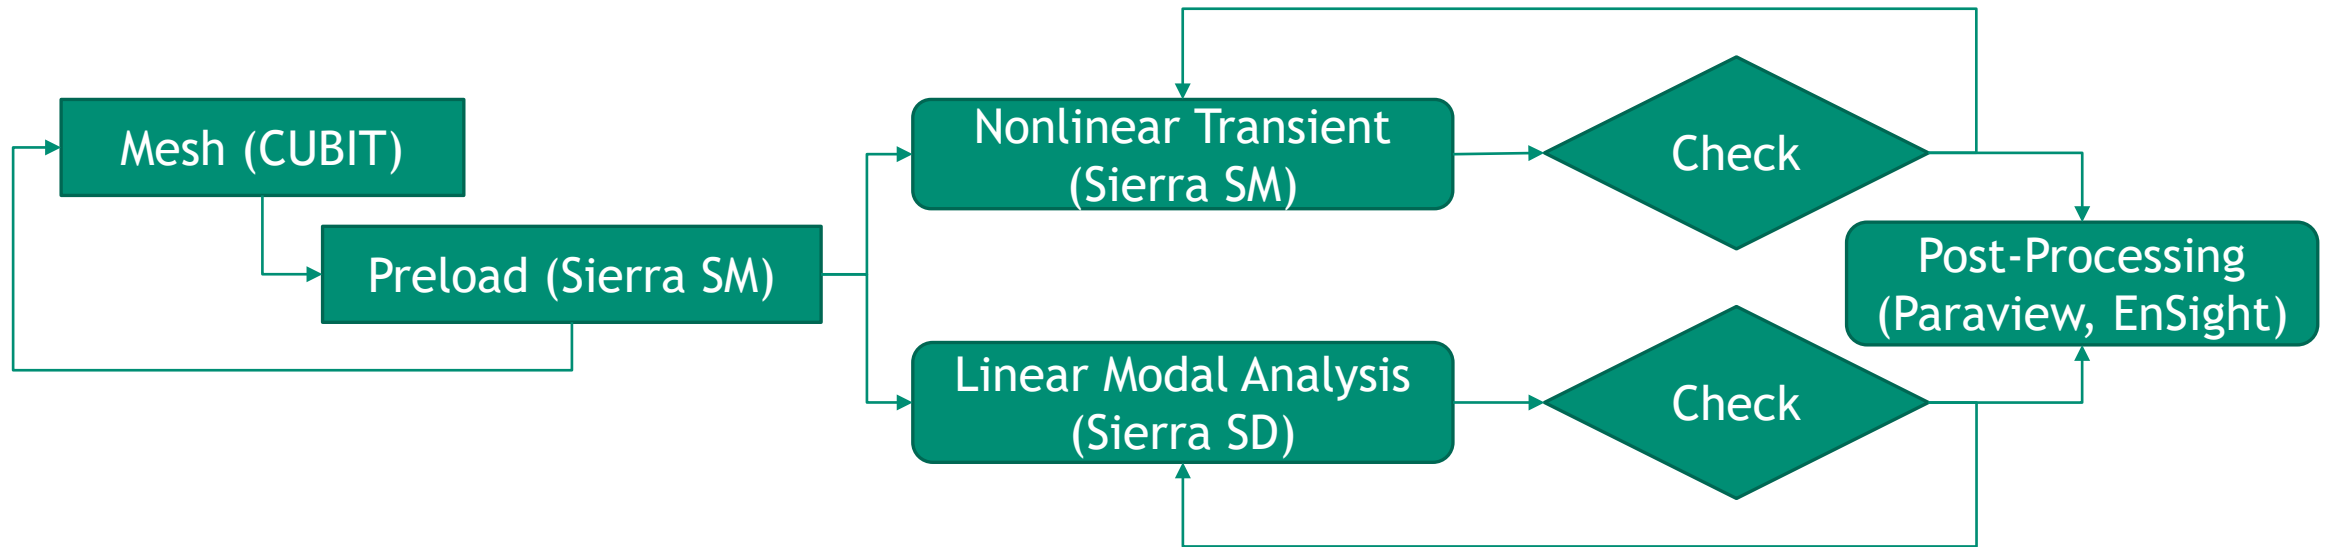 Mesh (CUBIT)
Preload (Sierra SM)
Nonlinear Transient
(Sierra SM)
Check
Linear Modal Analysis
(Sierra SD)
Check
Post-Processing
(Paraview, EnSight)